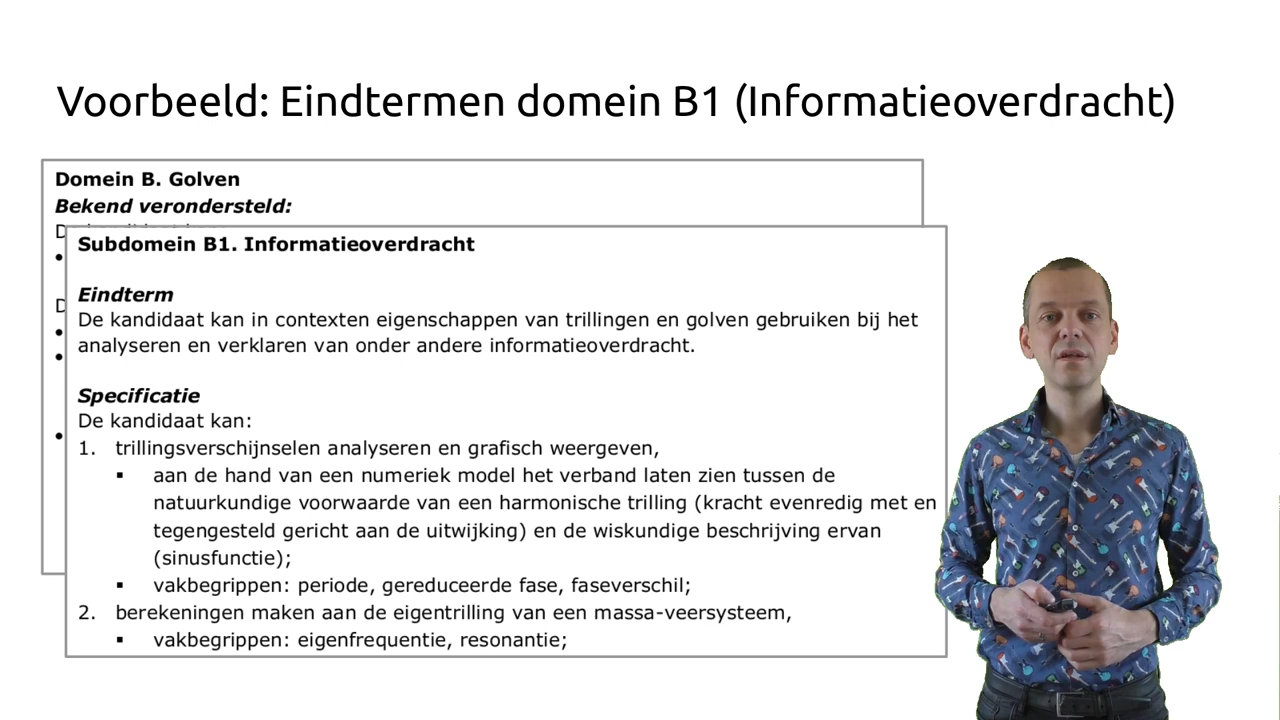 Voorbeeld: Eindtermen domein B1 (Informatieoverdracht)
Domein B. Golven
Bekend verondersteld:
Subdomein B1. Informatieoverdracht
Eindterm
De kandidaat kan in contexten eigenschappen van trillingen en golven gebruiken bij het
analyseren en verklaren van onder andere informatieoverdracht.
Specificatie
De kandidaat kan:
1. trillingsverschijnselen analyseren en grafisch weergeven,
▪ aan de hand van een numeriek model het verband laten zien tussen de
natuurkundige voorwaarde van een harmonische trilling (kracht evenredig met en
tegengesteld gericht aan de uitwijking) en de wiskundige beschrijving ervan
(sinusfunctie);
▪ vakbegrippen: periode, gereduceerde fase, faseverschil;
2. berekeningen maken aan de eigentrilling van een massa-veersysteem,
▪ vakbegrippen: eigenfrequentie, resonantie;